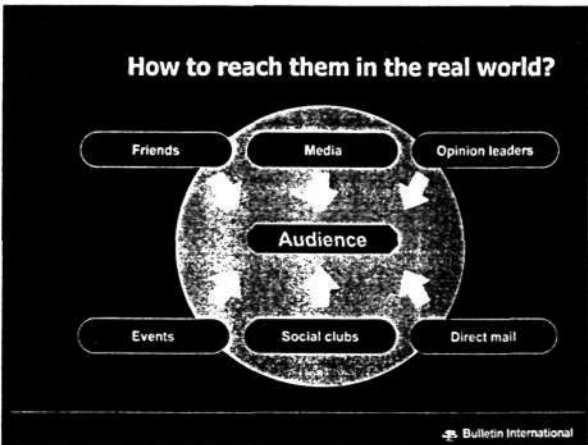 How to reach them in the real world?
Friends
Media
Opinion leaders
Audience
Events
Social clubs
Direct mail
Bulletin International